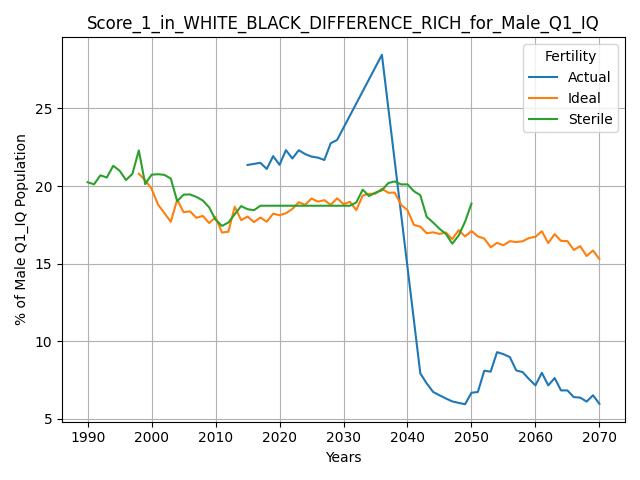 Score_1_in_WHITE_BLACK_DIFFERENCE_RICH_for_Male_Q1_IQ
Fertility
Actual
Ideal
Sterile
25
20
15
10
5
% of Male Q1_IQ Population
1990 2000 2010 2020 2030 2040 2050 2060 2070
Years